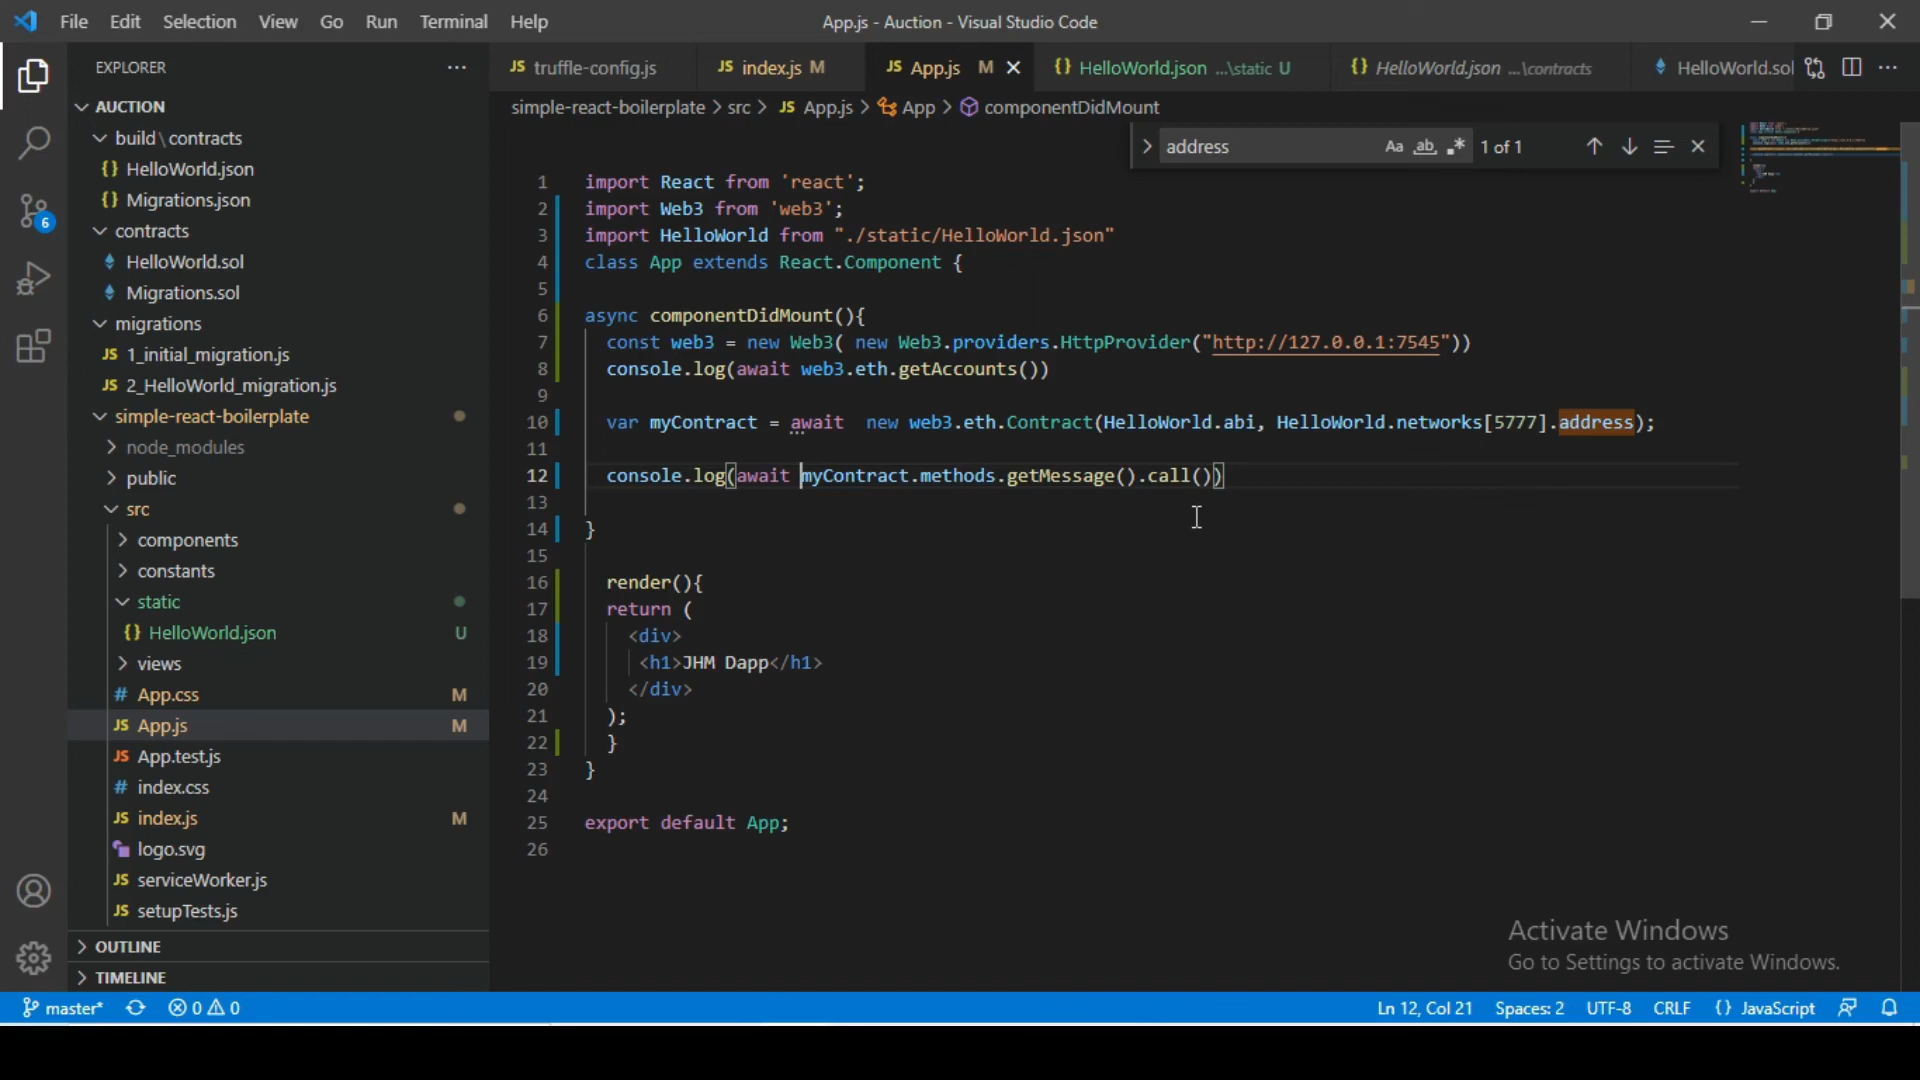 File Edit Selection View Go Run Terminal Help App.js - Auction - Visual Studio Code
EXPLORER
JS truffle-config.js JS index.js M JS App.js M {} HelloWorld.json ...\static U {} HelloWorld.json ...\contracts HelloWorld.sol
AUCTION
simple-react-boilerplate > src > JS App.js > App > componentDidMount
build\contracts
{} HelloWorld.json
{} Migrations.json
contracts
HelloWorld.sol
Migrations.sol
migrations
JS 1_initial_migration.js
JS 2_HelloWorld_migration.js
simple-react-boilerplate
node_modules
public
src
components
constants
static
{} HelloWorld.json U
views
# App.css M
JS App.js M
JS App.test.js
# index.css
JS index.js M
logo.svg
JS serviceWorker.js
JS setupTests.js
OUTLINE
TIMELINE
6
address Aa ab .* 1 of 1
1 import React from 'react';
2 import Web3 from 'web3';
3 import HelloWorld from "./static/HelloWorld.json"
4 class App extends React.Component {
5
6 async componentDidMount(){
7 const web3 = new Web3( new Web3.providers.HttpProvider("http://127.0.0.1:7545"))
8 console.log(await web3.eth.getAccounts())
9
10 var myContract = await  new web3.eth.Contract(HelloWorld.abi, HelloWorld.networks[5777].address);
11
12 console.log(await myContract.methods.getMessage().call())
13
14 }
15
16 render(){
17 return (
18 <div>
19 <h1>JHM Dapp</h1>
20 </div>
21 );
22 }
23 }
24
25 export default App;
26
Activate Windows
Go to Settings to activate Windows.
master* 0 0 Ln 12, Col 21 Spaces: 2 UTF-8 CRLF {} JavaScript